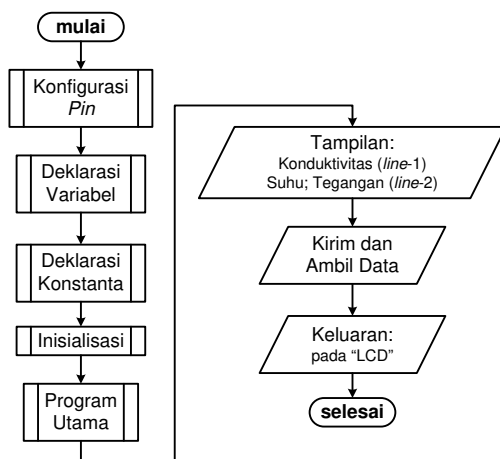 mulai
Konfigurasi
Pin
Deklarasi
Variabel
Deklarasi
Konstanta
Inisialisasi
Program
Utama
Tampilan:
Konduktivitas (line-1)
Suhu; Tegangan (line-2)
Kirim dan
Ambil Data
Keluaran:
pada “LCD”
selesai